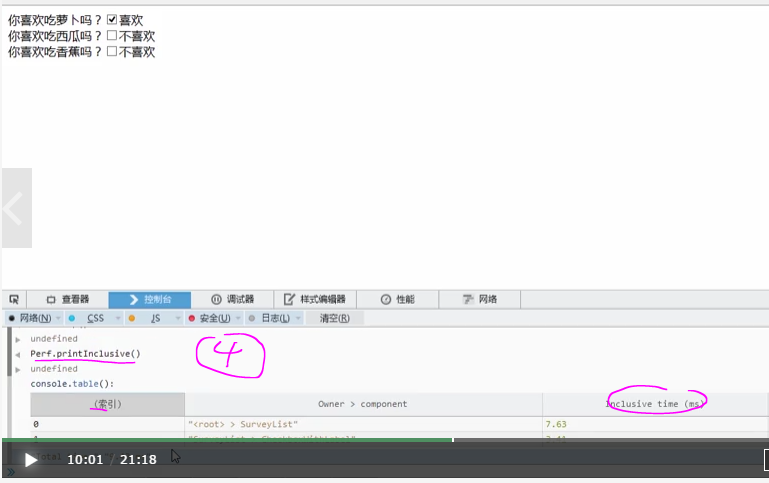 你喜欢吃萝卜吗？喜欢
你喜欢吃西瓜吗？不喜欢
你喜欢吃香蕉吗？不喜欢
查看器 控制台 调试器 样式编辑器 性能 网络
网络(N) CSS JS 安全(U) 日志(L) 清空(R)
undefined
Perf.printInclusive()
4
undefined
console.table():
(索引) Owner > component Inclusive time (ms)
0 "<root> > SurveyList" 7.63
10:01 / 21:18